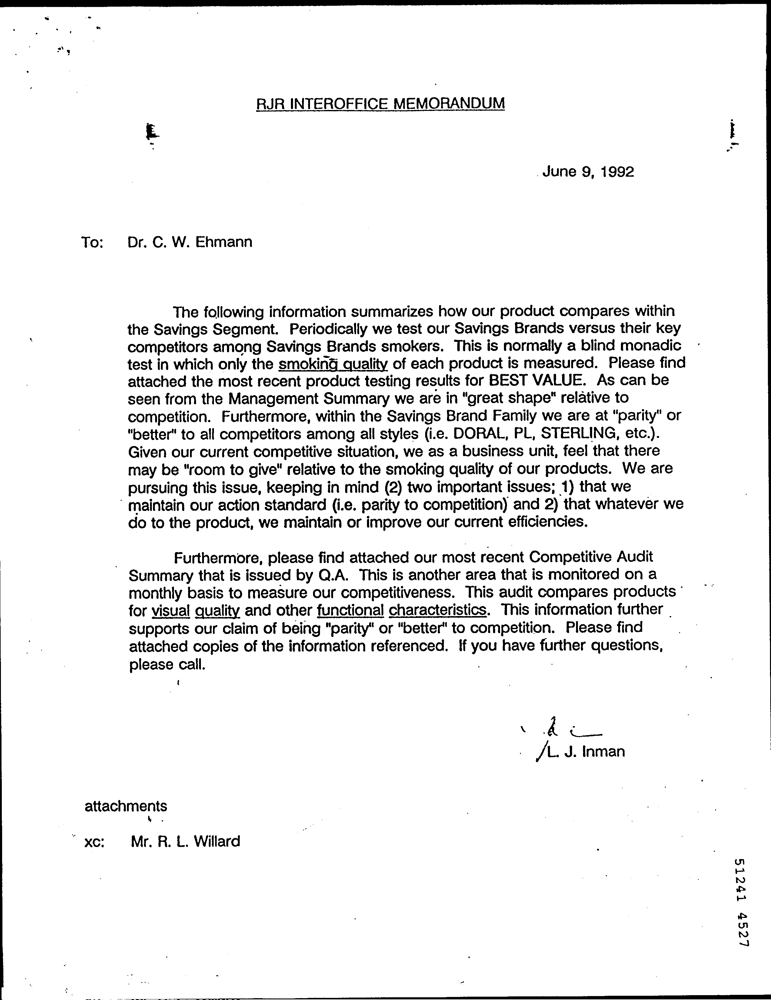 RJR INTEROFFICE MEMORANDUM
June 9, 1992
To: Dr. C. W. Ehmann
The following information summarizes how our product compares within
the Savings Segment. Periodically we test our Savings Brands versus their key
competitors among Savings Brands smokers. This is normally a blind monadic
test in which only the smoking quality of each product is measured. Please find
attached the most recent product testing results for BEST VALUE. As can be
seen from the Management Summary we are in "great shape" relative to
competition. Furthermore, within the Savings Brand Family we are at "parity" or
"better" to all competitors among all styles (i.e. DORAL, PL, STERLING, etc.).
Given our current competitive situation, we as a business unit, feel that there
may be "room to give" relative to the smoking quality of our products. We are
pursuing this issue, keeping in mind (2) two important issues; 1) that we
maintain our action standard (i.e. parity to competition) and 2) that whatever we
do to the product, we maintain or improve our current efficiencies.
Furthermore, please find attached our most recent Competitive Audit
Summary that is issued by Q.A. This is another area that is monitored on a
monthly basis to measure our competitiveness. This audit compares products
for visual quality and other functional characteristics. This information further
supports our claim of being "parity" or "better" to competition. Please find
attached copies of the information referenced. If you have further questions,
please call.
L. J. Inman
attachments
xc: Mr. R. L. Willard
51241 4527